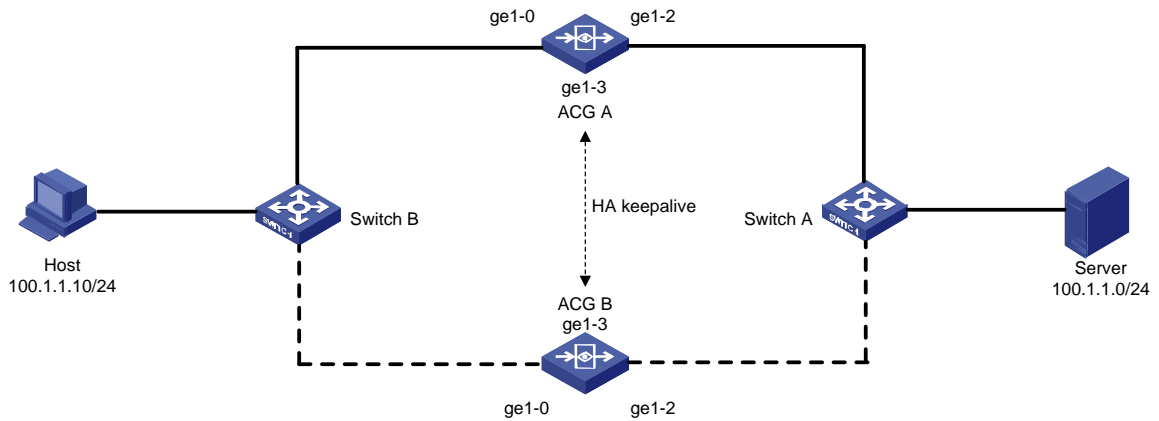 ge1-0
ge1-2
ge1-3
ACG A
HA keepalive
Switch B
Switch A
Host
100.1.1.10/24
Server
100.1.1.0/24
ACG B
ge1-3
ge1-0
ge1-2